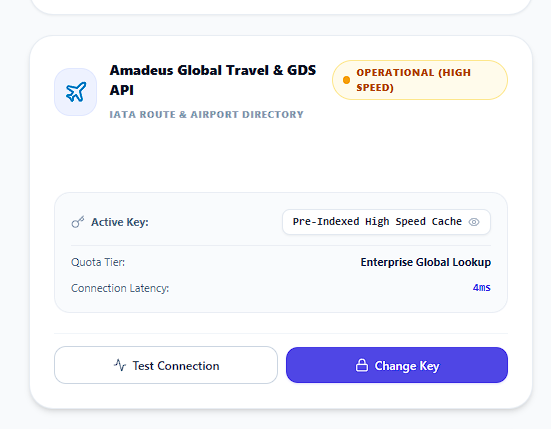 Amadeus Global Travel & GDS
API
IATA ROUTE & AIRPORT DIRECTORY
OPERATIONAL (HIGH
SPEED)
Active Key:
Pre-Indexed High Speed Cache
Quota Tier:
Enterprise Global Lookup
Connection Latency:
4ms
Test Connection
Change Key